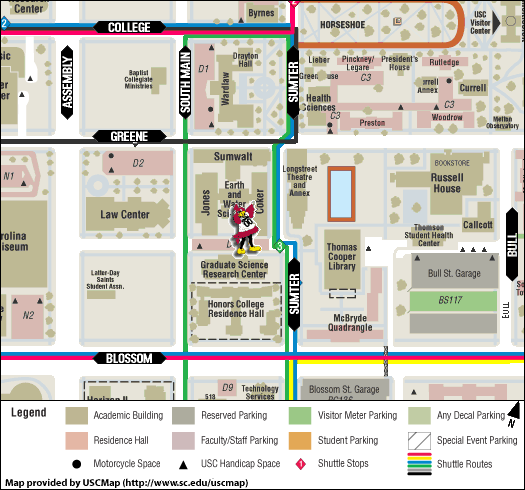 2
Byrnes
HORSESHOE
USC
Visitor
Center
COLLEGE
ASSEMBLY
SOUTH MAIN
SUMTER
D1
Drayton
Hall
Wardlaw
Baptist
Collegiate
Ministries
Lieber
Pinckney/
Legare
President's
House
Rutledge
C3
Health
Sciences
Annex
Currell
C3
C3
Preston
Woodrow
Melton
Observatory
GREENE
N1
D2
Law Center
Sumwalt
Jones
Earth
and
Water
Coker
Longstreet
Theatre
and
Annex
BOOKSTORE
Russell
House
Callcott
Thomson
Student Health
Center
BULL
Coliseum
3
Thomas
Cooper
Library
Latter-Day
Saints
Student Assn.
Graduate Science
Research Center
Honors College
Residence Hall
SUMTER
Bull St. Garage
BS117
N2
McBryde
Quadrangle
BLOSSOM
D9
518
Technology
Services
Blossom St. Garage
Legend
Academic Building
Reserved Parking
Visitor Meter Parking
Any Decal Parking
N
Residence Hall
Faculty/Staff Parking
Student Parking
Special Event Parking
Motorcycle Space
USC Handicap Space
1
Shuttle Stops
Shuttle Routes
Map provided by USCMap (http://www.sc.edu/uscmap)